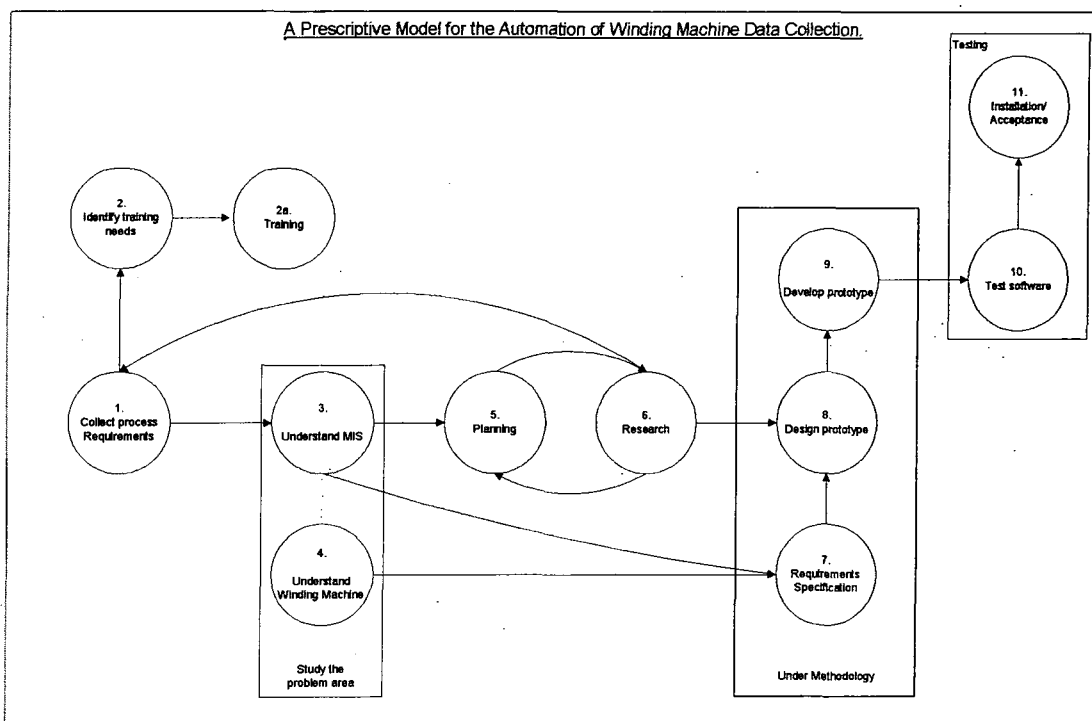 A Prescriptive Model for the Automation of Winding Machine Data Collection.
Testing
11.
Installation/
Acceptance
2.
Identify training
needs
2a.
Training
9.
Develop prototype
10.
Test software
1.
Collect process
Requirements
3.
Understand MIS
5.
Planning
6.
Research
8.
Design prototype
4.
Understand
Winding Machine
7.
Requirements
Specification
Study the
problem area
Under Methodology